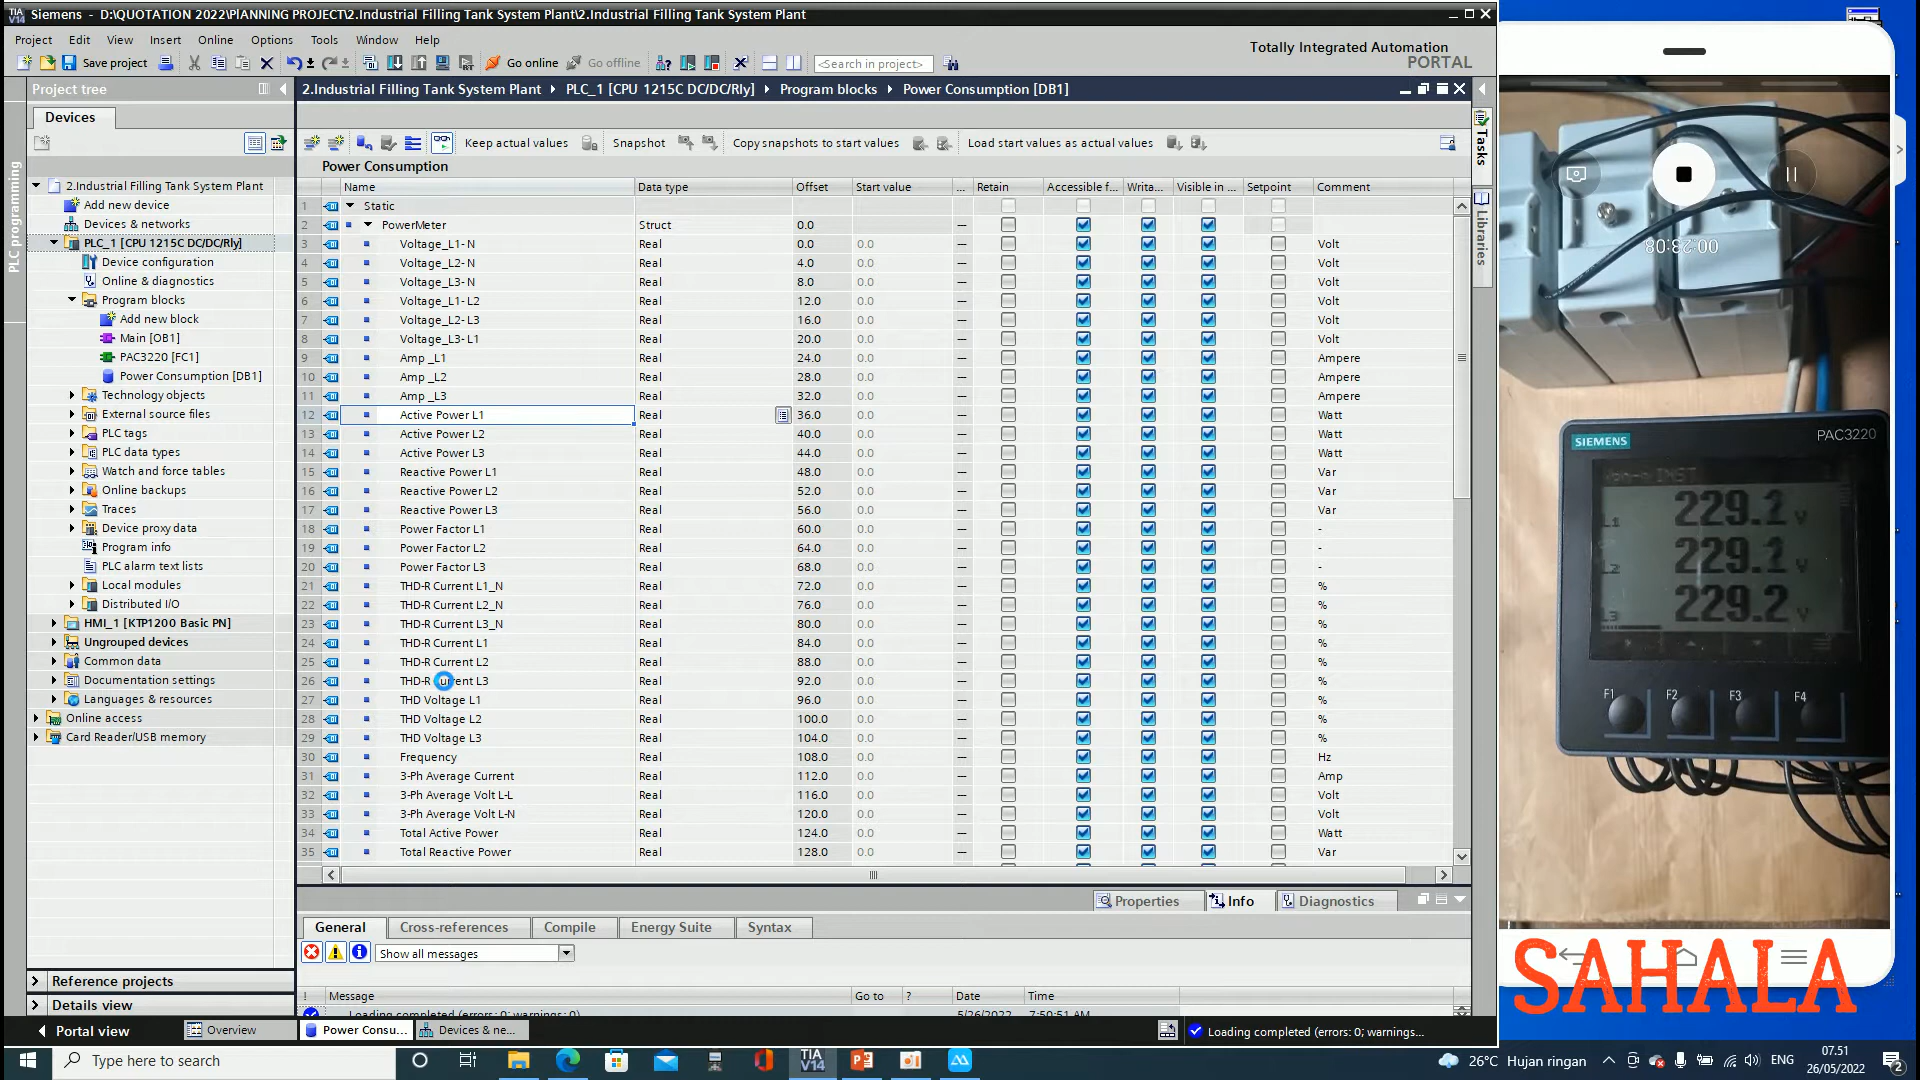 Siemens - D:\QUOTATION 2022\PLANNING PROJECT\2.Industrial Filling Tank System Plant\2.Industrial Filling Tank System Plant
Project Edit View Insert Online Options Tools Window Help
Totally Integrated Automation
PORTAL
Save project Go online Go offline <Search in project>
Project tree
2.Industrial Filling Tank System Plant PLC_1 [CPU 1215C DC/DC/Rly] Program blocks Power Consumption [DB1]
Devices
Keep actual values Snapshot Copy snapshots to start values Load start values as actual values
Power Consumption
PLC programming
Tasks
Libraries
2.Industrial Filling Tank System Plant
Add new device
Devices & networks
PLC_1 [CPU 1215C DC/DC/Rly]
Device configuration
Online & diagnostics
Program blocks
Add new block
Main [OB1]
PAC3220 [FC1]
Power Consumption [DB1]
Technology objects
External source files
PLC tags
PLC data types
Watch and force tables
Online backups
Traces
Device proxy data
Program info
PLC alarm text lists
Local modules
Distributed I/O
HMI_1 [KTP1200 Basic PN]
Ungrouped devices
Common data
Documentation settings
Languages & resources
Online access
Card Reader/USB memory
Reference projects
Details view
Name Data type Offset Start value ... Retain Accessible f... Writa... Visible in ... Setpoint Comment
1 Static
2 PowerMeter Struct 0.0 ---
3 Voltage_L1- N Real 0.0 0.0 --- Volt
4 Voltage_L2- N Real 4.0 0.0 --- Volt
5 Voltage_L3- N Real 8.0 0.0 --- Volt
6 Voltage_L1- L2 Real 12.0 0.0 --- Volt
7 Voltage_L2- L3 Real 16.0 0.0 --- Volt
8 Voltage_L3- L1 Real 20.0 0.0 --- Volt
9 Amp _L1 Real 24.0 0.0 --- Ampere
10 Amp _L2 Real 28.0 0.0 --- Ampere
11 Amp _L3 Real 32.0 0.0 --- Ampere
12 Active Power L1 Real 36.0 0.0 --- Watt
13 Active Power L2 Real 40.0 0.0 --- Watt
14 Active Power L3 Real 44.0 0.0 --- Watt
15 Reactive Power L1 Real 48.0 0.0 --- Var
16 Reactive Power L2 Real 52.0 0.0 --- Var
17 Reactive Power L3 Real 56.0 0.0 --- Var
18 Power Factor L1 Real 60.0 0.0 --- -
19 Power Factor L2 Real 64.0 0.0 --- -
20 Power Factor L3 Real 68.0 0.0 --- -
21 THD-R Current L1_N Real 72.0 0.0 --- %
22 THD-R Current L2_N Real 76.0 0.0 --- %
23 THD-R Current L3_N Real 80.0 0.0 --- %
24 THD-R Current L1 Real 84.0 0.0 --- %
25 THD-R Current L2 Real 88.0 0.0 --- %
26 THD-R Current L3 Real 92.0 0.0 --- %
27 THD Voltage L1 Real 96.0 0.0 --- %
28 THD Voltage L2 Real 100.0 0.0 --- %
29 THD Voltage L3 Real 104.0 0.0 --- %
30 Frequency Real 108.0 0.0 --- Hz
31 3-Ph Average Current Real 112.0 0.0 --- Amp
32 3-Ph Average Volt L-L Real 116.0 0.0 --- Volt
33 3-Ph Average Volt L-N Real 120.0 0.0 --- Volt
34 Total Active Power Real 124.0 0.0 --- Watt
35 Total Reactive Power Real 128.0 0.0 --- Var
Properties Info Diagnostics
General Cross-references Compile Energy Suite Syntax
Show all messages
! Message Go to ? Date Time
Loading completed (errors: 0; warnings: 0) 5/26/2022 7:50:51 AM
Portal view Overview Power Consu... Devices & ne... Loading completed (errors: 0; warnings...
Type here to search
26°C Hujan ringan ENG 07.51
26/05/2022
2
00:23:08
SIEMENS PAC3220
INST
L1 229.1 V
L2 229.1 V
L3 229.2 V
F1 F2 F3 F4
SAHALA